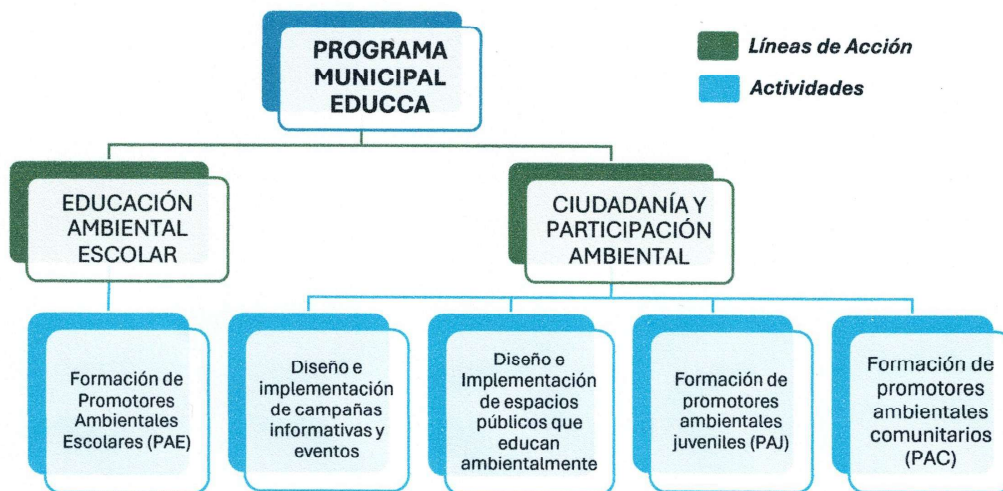 PROGRAMA
MUNICIPAL
EDUCCA
Líneas de Acción
Actividades
EDUCACIÓN
AMBIENTAL
ESCOLAR
CIUDADANÍA Y
PARTICIPACIÓN
AMBIENTAL
Formación de
Promotores
Ambientales
Escolares (PAE)
Diseño e
implementación
de campañas
informativas y
eventos
Diseño e
Implementación
de espacios
públicos que
educan
ambientalmente
Formación de
promotores
ambientales
juveniles (PAJ)
Formación de
promotores
ambientales
comunitarios
(PAC)